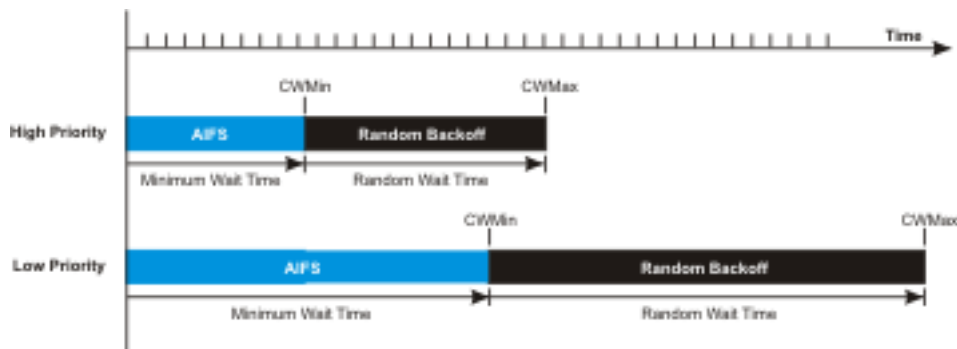 Time
CWMin CWMax
High Priority AIFS Random Backoff
Minimum Wait Time Random Wait Time
CWMin CWMax
Low Priority AIFS Random Backoff
Minimum Wait Time Random Wait Time